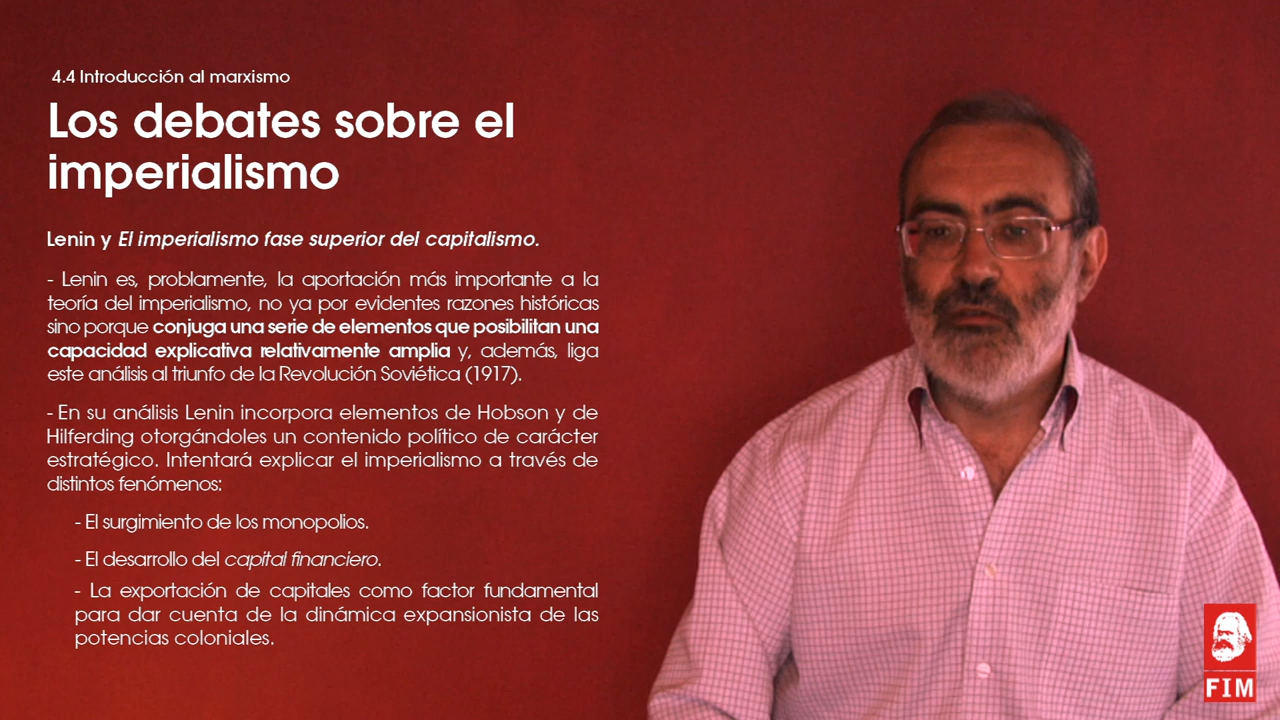 4.4 Introducción al marxismo
Los debates sobre el
imperialismo
Lenin y El imperialismo fase superior del capitalismo.
- Lenin es, problamente, la aportación más importante a la
teoría del imperialismo, no ya por evidentes razones históricas
sino porque conjuga una serie de elementos que posibilitan una
capacidad explicativa relativamente amplia y, además, liga
este análisis al triunfo de la Revolución Soviética (1917).
- En su análisis Lenin incorpora elementos de Hobson y de
Hilferding otorgándoles un contenido político de carácter
estratégico. Intentará explicar el imperialismo a través de
distintos fenómenos:
- El surgimiento de los monopolios.
- El desarrollo del capital financiero.
- La exportación de capitales como factor fundamental
para dar cuenta de la dinámica expansionista de las
potencias coloniales.
FIM